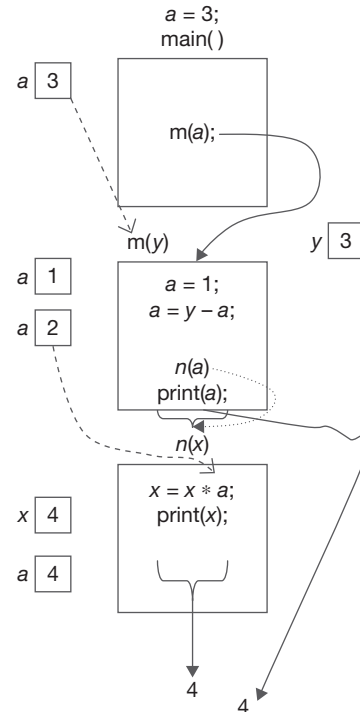 a = 3;
main( )
a 3
m(a);
m(y)
y 3
a 1
a = 1;
a = y – a;
a 2
n(a)
print(a);
n(x)
x = x * a;
x 4
print(x);
a 4
4
4